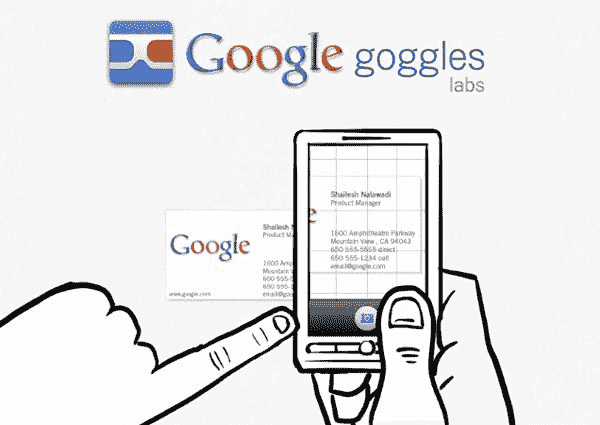 Google goggles
labs
Shailesh Nalawadi
Product Manager
1600 Amphitheatre Parkway
Mountain View , CA 94043
650 555-5555 direct
650 555-1234 cell
email@google.com
Google
Shailesh N
Product Ma
1600 Amp
Mountain V
650 555-5
650 555-
email@goo
www.google.com